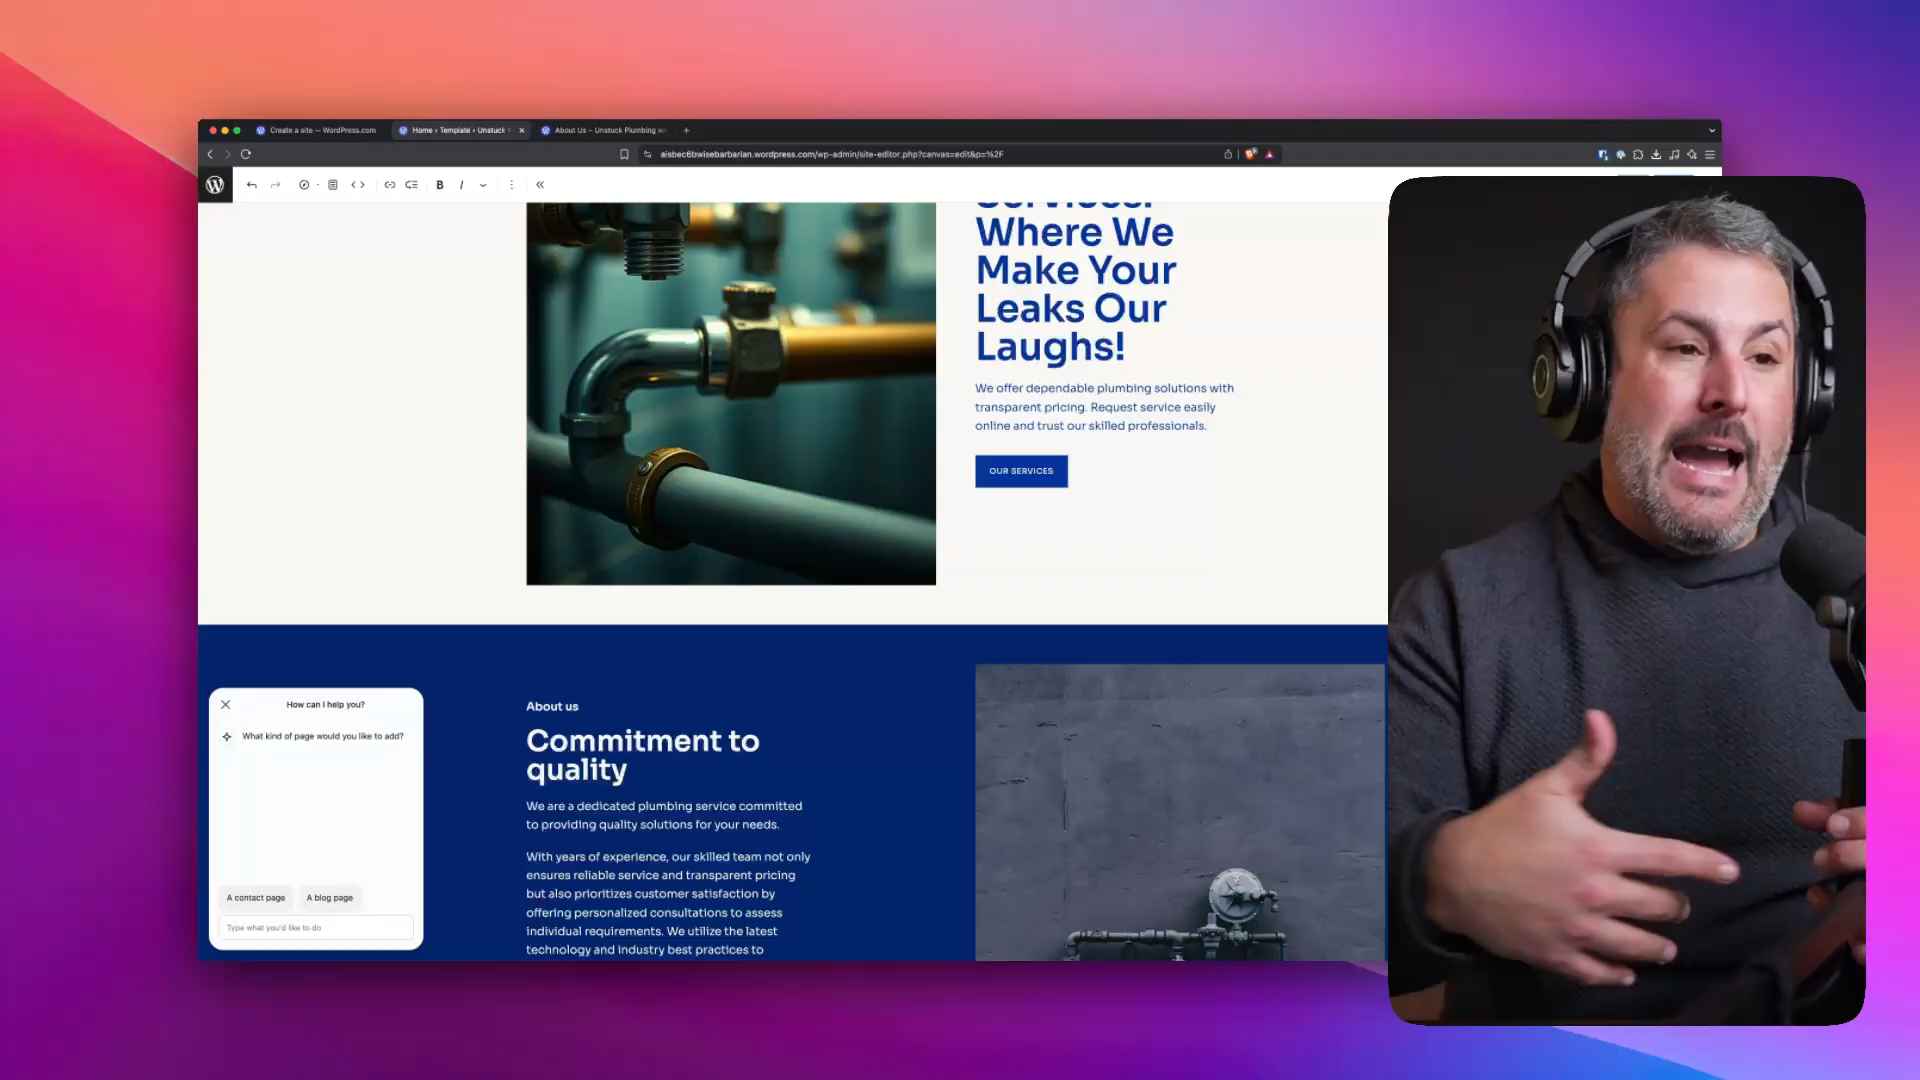 Create a site — WordPress.com
Home ‹ Template ‹ Unstuck
About Us – Unstuck Plumbing
aisbec6bwisebarbarian.wordpress.com/wp-admin/site-editor.php?canvas=edit&p=%2F
Services:
Where We
Make Your
Leaks Our
Laughs!
We offer dependable plumbing solutions with
transparent pricing. Request service easily
online and trust our skilled professionals.
OUR SERVICES
About us
Commitment to
quality
We are a dedicated plumbing service committed
to providing quality solutions for your needs.
With years of experience, our skilled team not only
ensures reliable service and transparent pricing
but also prioritizes customer satisfaction by
offering personalized consultations to assess
individual requirements. We utilize the latest
technology and industry best practices to
How can I help you?
What kind of page would you like to add?
A contact page
A blog page
Type what you'd like to do